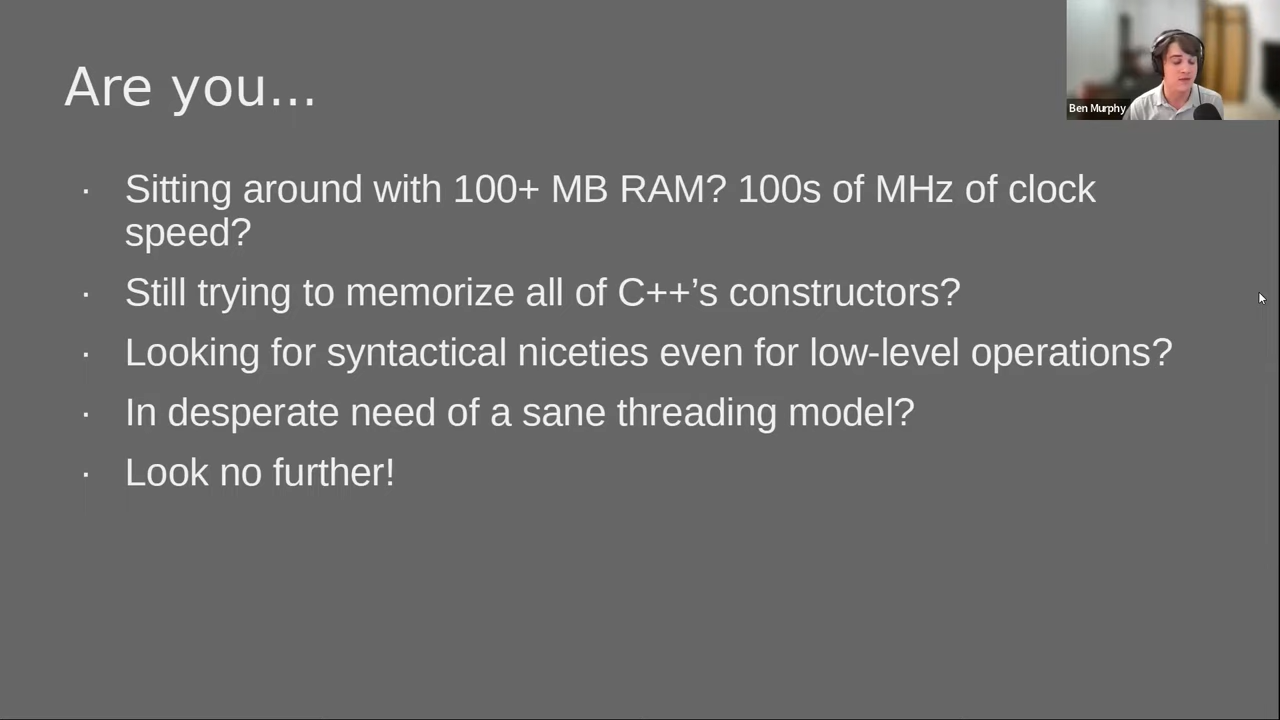 Are you...
Ben Murphy
· Sitting around with 100+ MB RAM? 100s of MHz of clock
speed?
· Still trying to memorize all of C++’s constructors?
· Looking for syntactical niceties even for low-level operations?
· In desperate need of a sane threading model?
· Look no further!